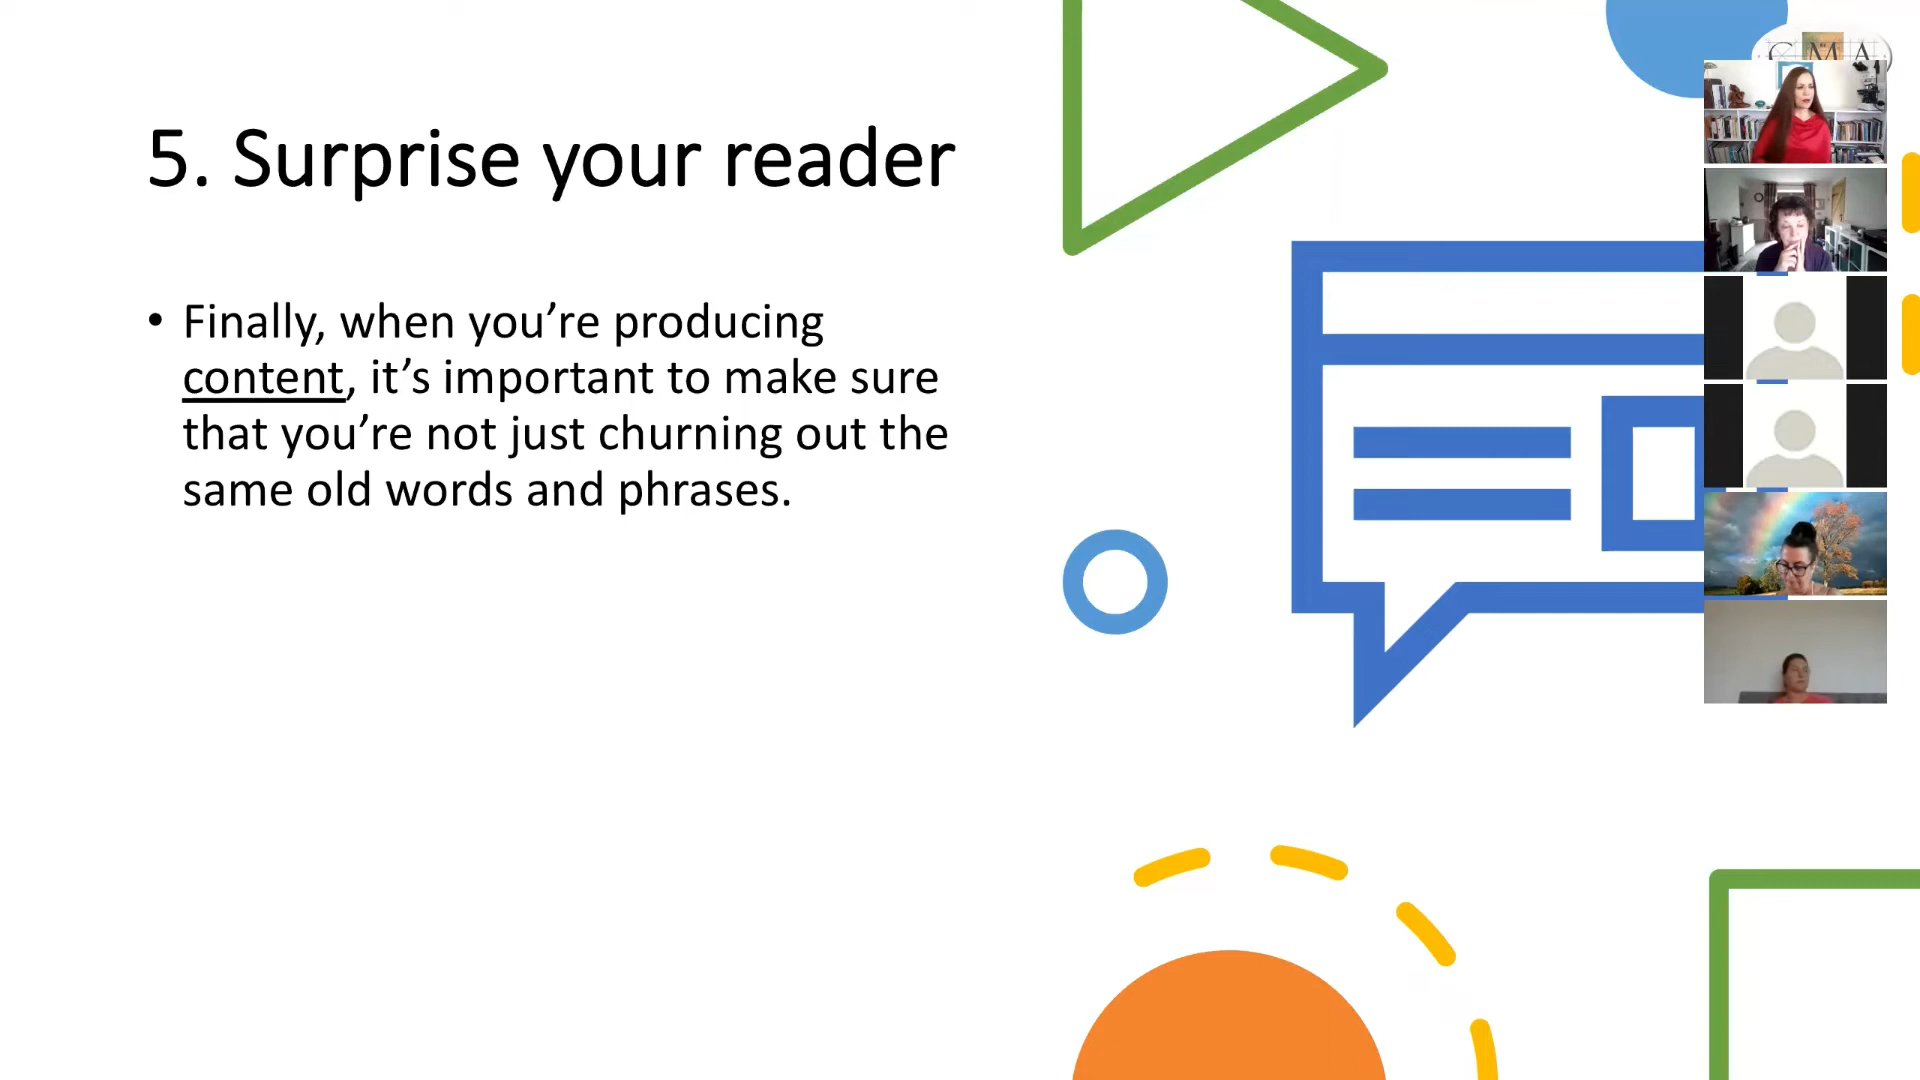 5. Surprise your reader
• Finally, when you’re producing
content, it’s important to make sure
that you’re not just churning out the
same old words and phrases.
CMA